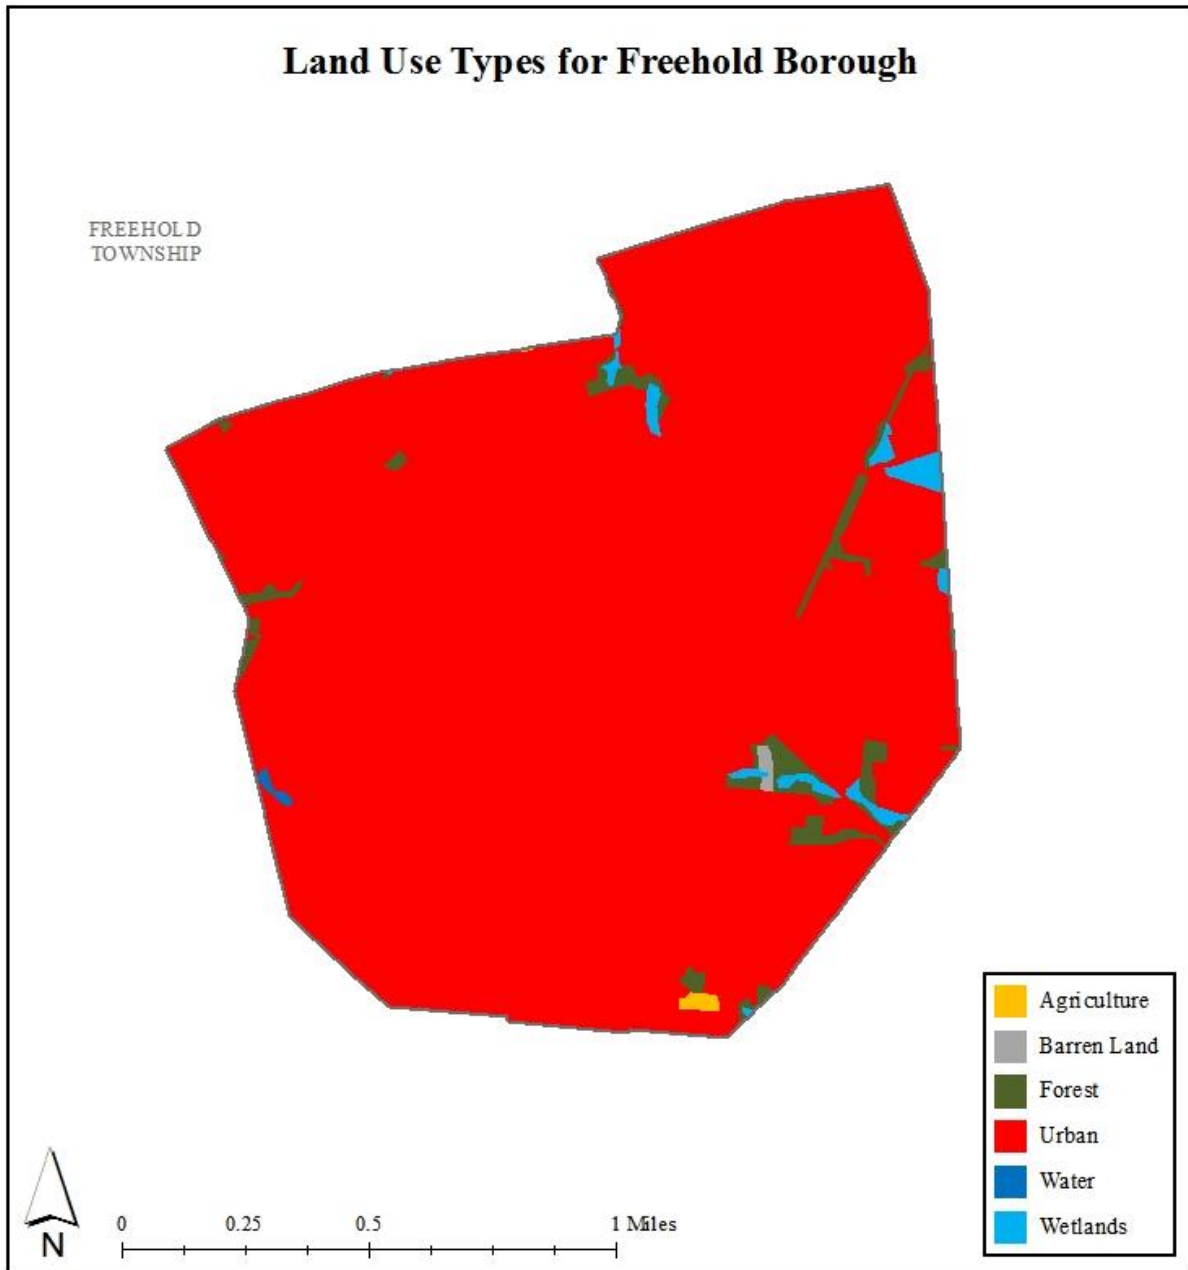 Land Use Types for Freehold Borough
FREEHOLD
TOWNSHIP
Agriculture
Barren Land
Forest
Urban
Water
Wetlands
N
0 0.25 0.5 1 Miles